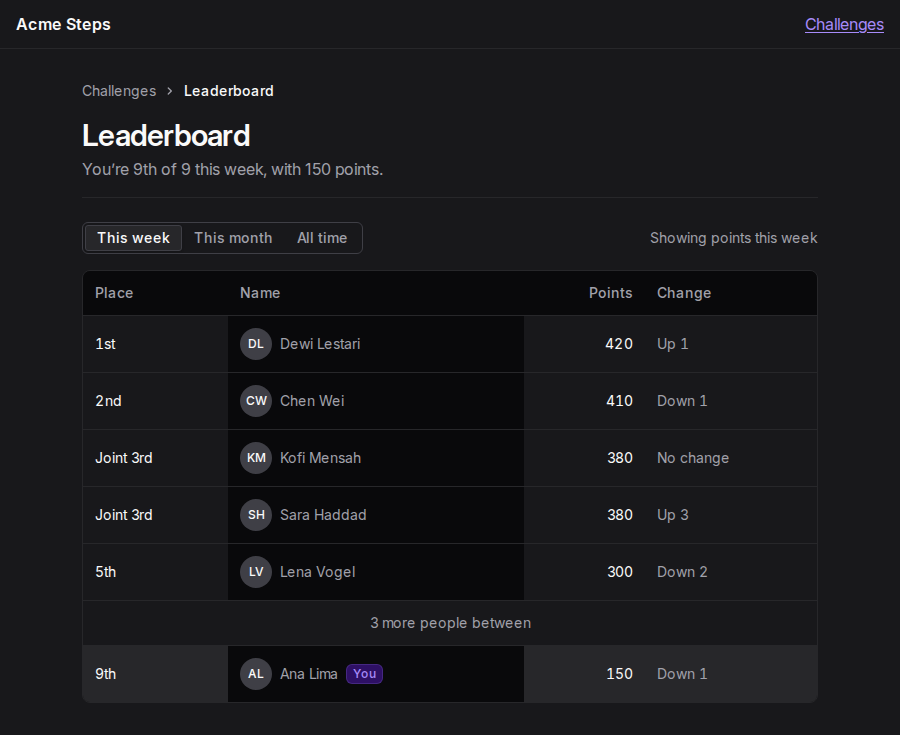 Acme Steps Challenges
Challenges > Leaderboard
Leaderboard
You're 9th of 9 this week, with 150 points.
This week This month All time Showing points this week
Place Name Points Change
1st DL Dewi Lestari 420 Up 1
2nd CW Chen Wei 410 Down 1
Joint 3rd KM Kofi Mensah 380 No change
Joint 3rd SH Sara Haddad 380 Up 3
5th LV Lena Vogel 300 Down 2
3 more people between
9th AL Ana Lima You 150 Down 1